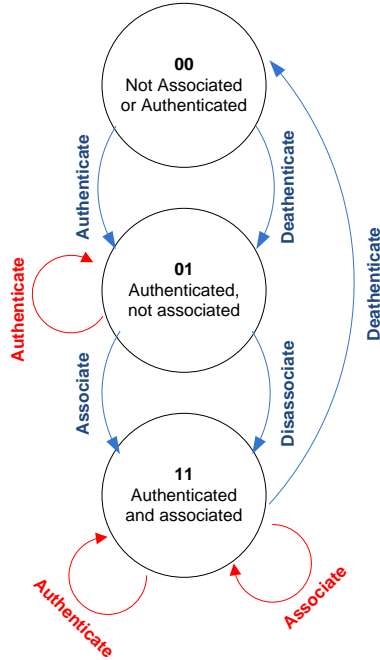 00
Not Associated
or Authenticated
Authenticate
Deathenticate
01
Authenticated,
not associated
Authenticate
Deathenticate
Associate
Disassociate
11
Authenticated
and associated
Authenticate
Associate